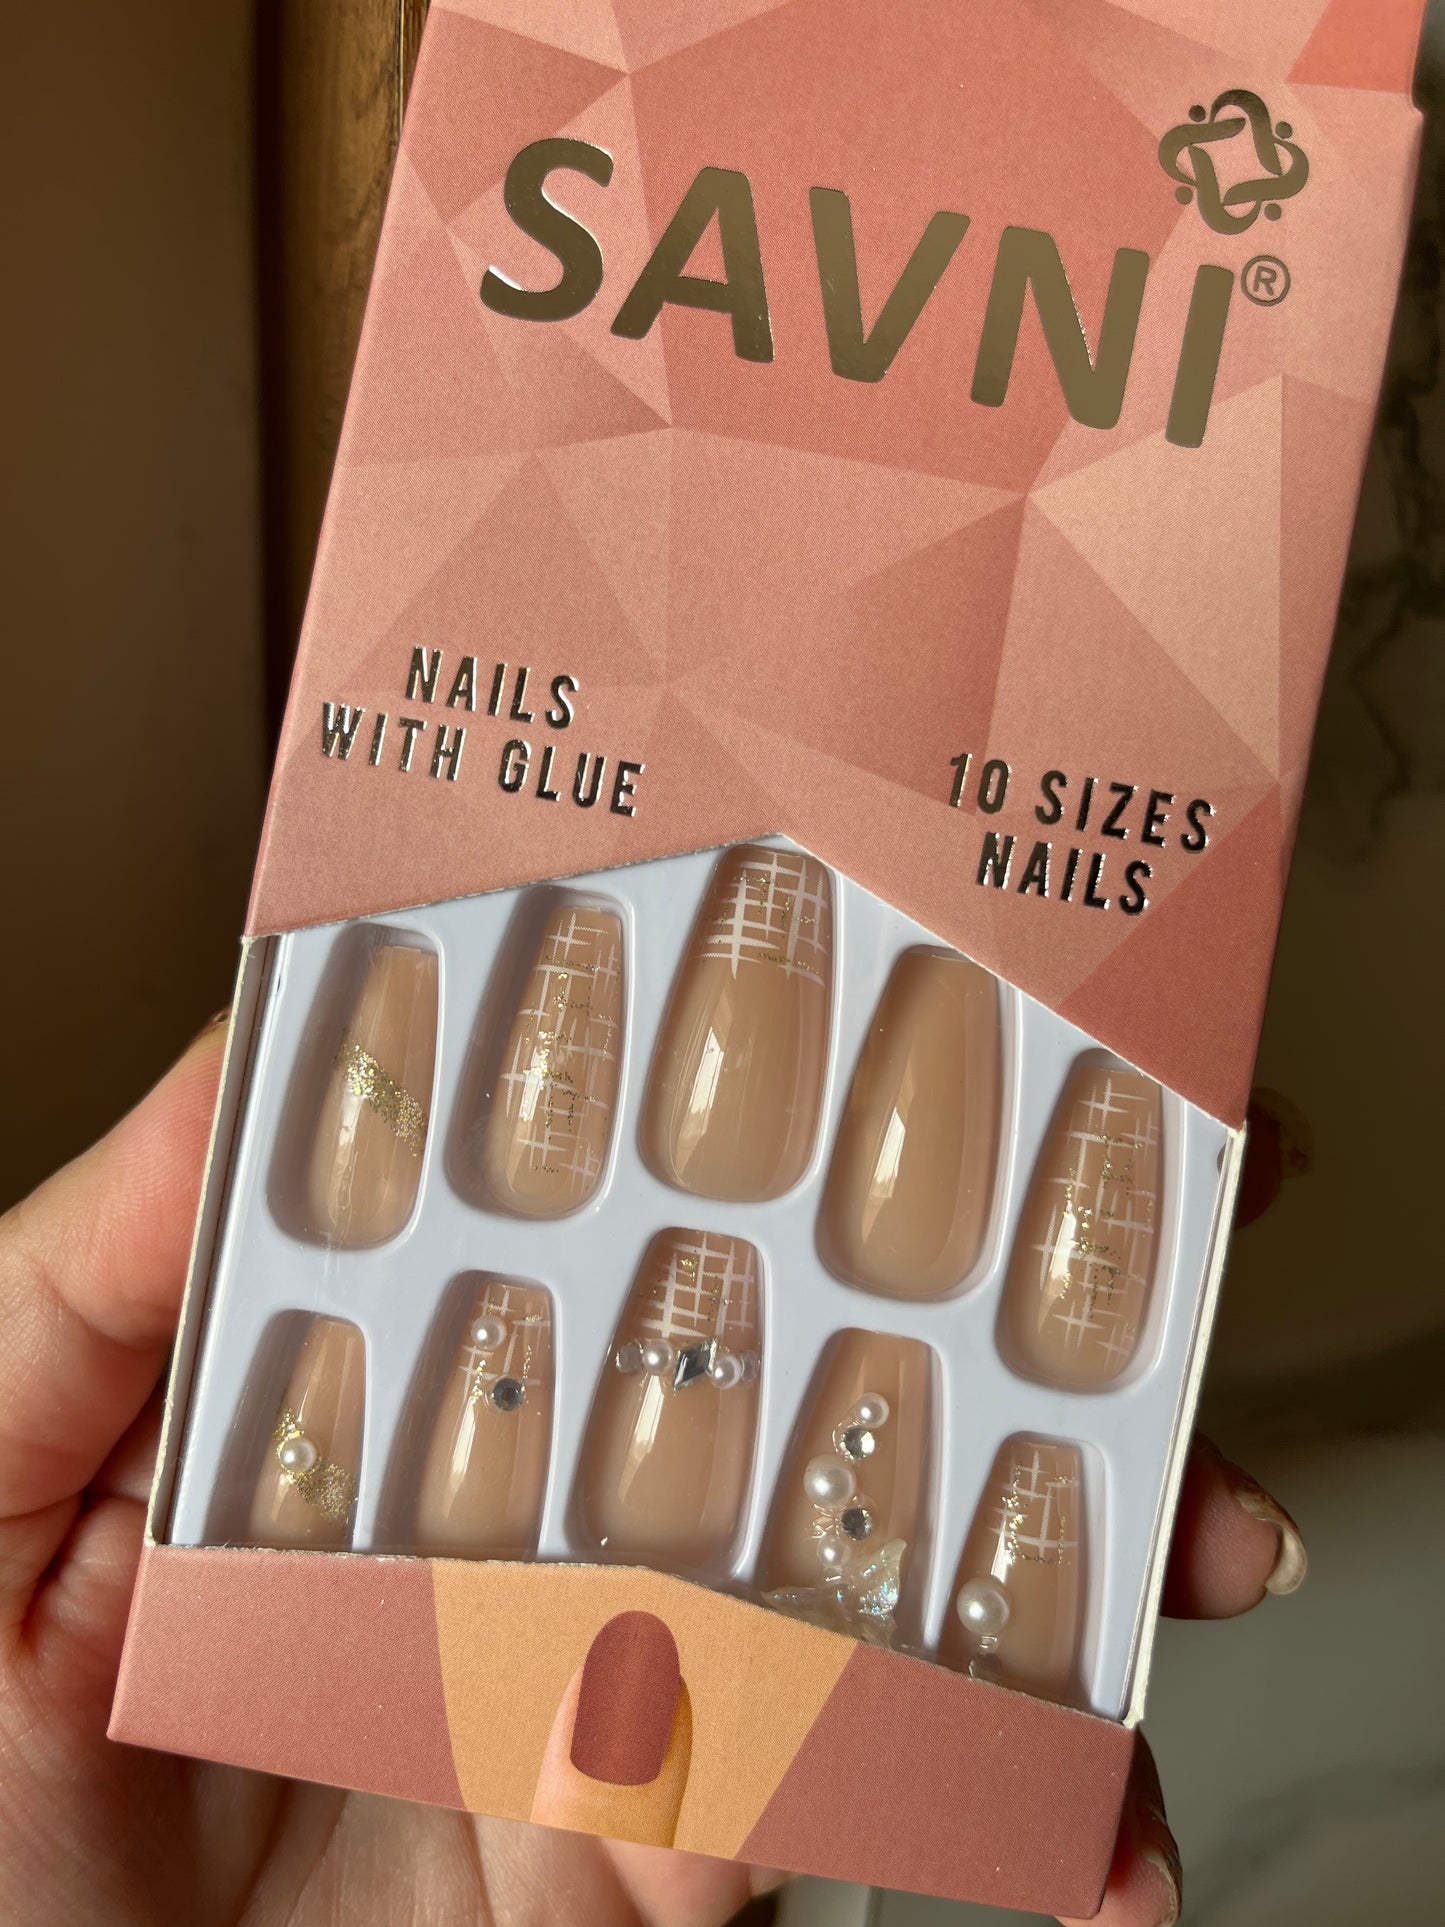 SAVNI®
NAILS
WITH GLUE
10 SIZES
NAILS